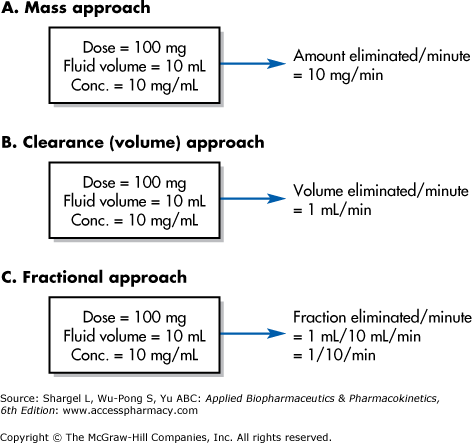 A. Mass approach
Dose = 100 mg
Fluid volume = 10 mL
Conc. = 10 mg/mL
Amount eliminated/minute
= 10 mg/min
B. Clearance (volume) approach
Dose = 100 mg
Fluid volume = 10 mL
Conc. = 10 mg/mL
Volume eliminated/minute
= 1 mL/min
C. Fractional approach
Dose = 100 mg
Fluid volume = 10 mL
Conc. = 10 mg/mL
Fraction eliminated/minute
= 1 mL/10 mL/min
= 1/10/min
Source: Shargel L, Wu-Pong S, Yu ABC: Applied Biopharmaceutics & Pharmacokinetics,
6th Edition: www.accesspharmacy.com
Copyright © The McGraw-Hill Companies, Inc. All rights reserved.